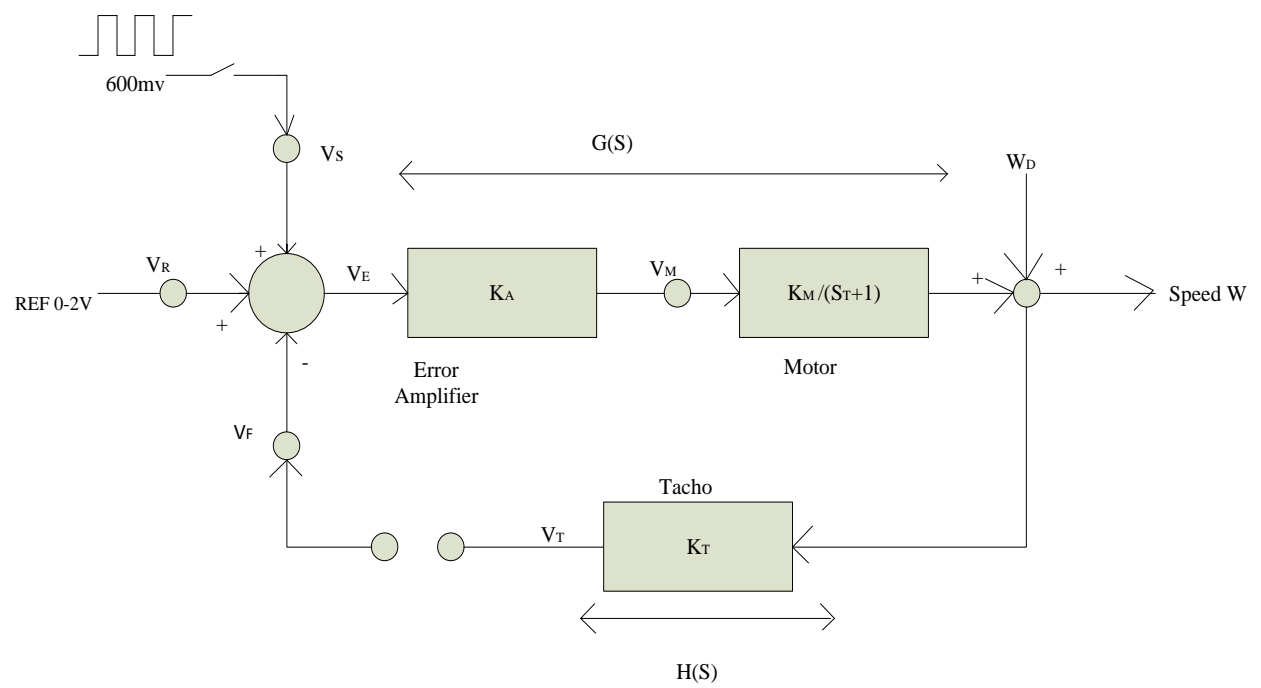 600mv
Vs
G(S)
WD
+
+
VR
VE
VM
+
REF 0-2V
KA
KM /(ST+1)
Speed W
+
-
Error
Amplifier
Motor
VF
Tacho
VT
KT
H(S)